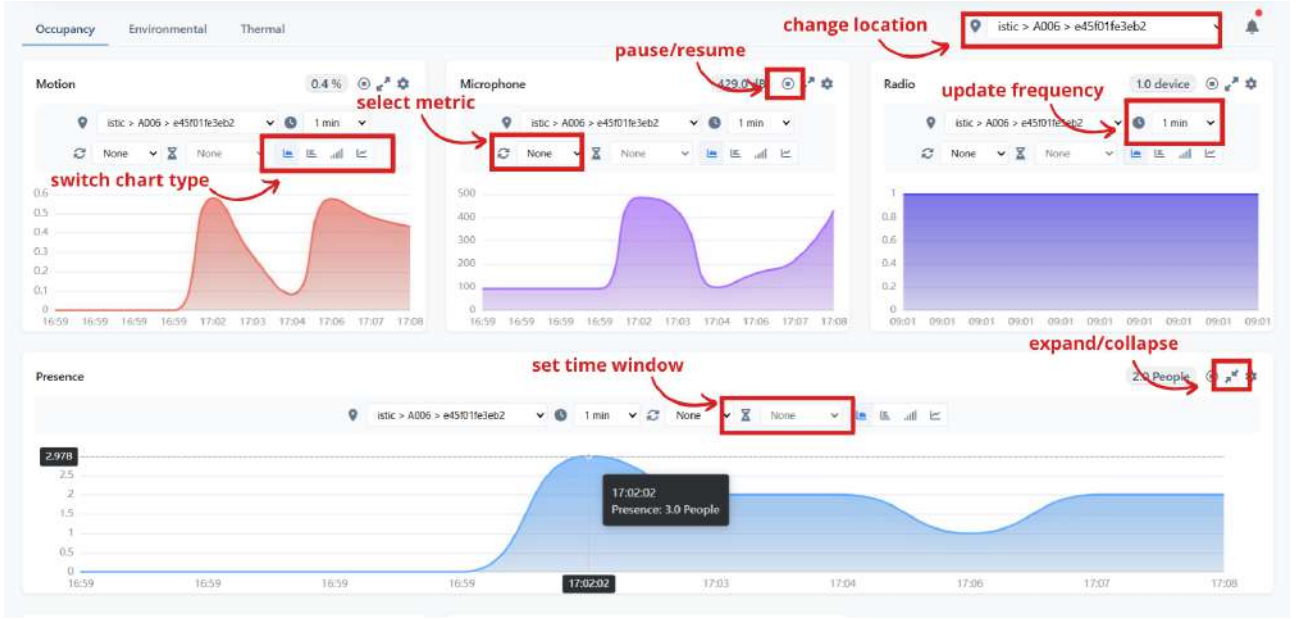 change location
Occupancy Environmental Thermal
istic > A006 > e45f01fe3eb2
pause/resume
Motion 0.4 %
Microphone
Radio 1.0 device
select metric
update frequency
istic > A006 > e45f01fe3eb2 1 min
None None
istic > A006 > e45f01fe3eb2 1 min
None None
istic > A006 > e45f01fe3eb2 1 min
None None
switch chart type
0.6
0.5
0.4
0.3
0.2
0.1
0
16:59 16:59 16:59 16:59 17:02 17:03 17:04 17:06 17:07 17:08
500
400
300
200
100
0
16:59 16:59 16:59 16:59 17:02 17:03 17:04 17:06 17:07 17:08
1
0.8
0.6
0.4
0.2
0
09:01 09:01 09:01 09:01 09:01 09:01 09:01 09:01 09:01 09:01
set time window
expand/collapse
Presence 2.0 People
istic > A006 > e45f01fe3eb2 1 min None None
2.978
2.5
2
1.5
1
0.5
0
17:02:02
Presence: 3.0 People
16:59 16:59 16:59 16:59 17:02:02 17:03 17:04 17:06 17:07 17:08